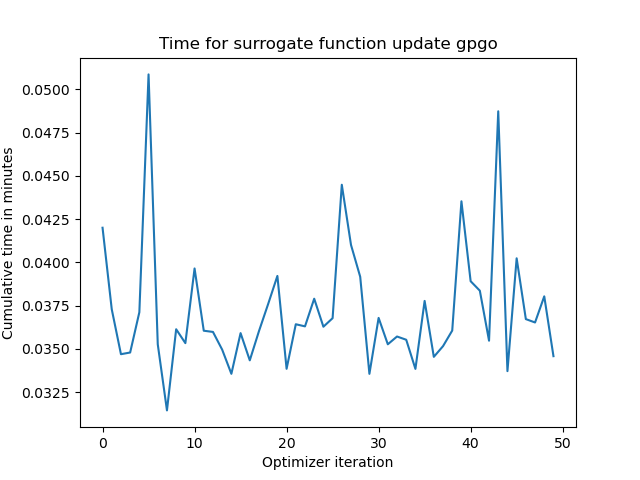 Time for surrogate function update gpgo
Cumulative time in minutes
0.0500
0.0475
0.0450
0.0425
0.0400
0.0375
0.0350
0.0325
0 10 20 30 40 50
Optimizer iteration